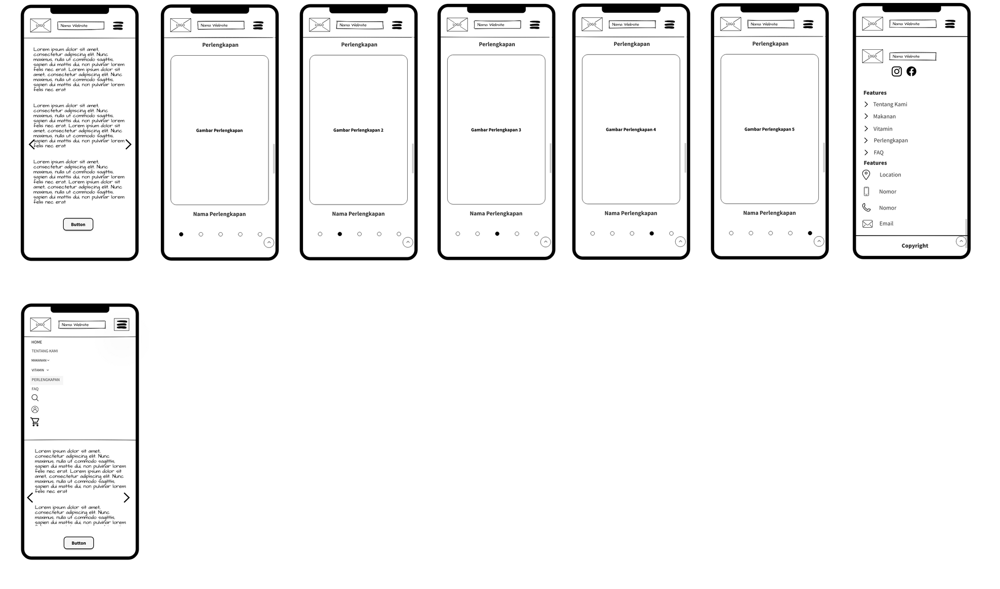 LOGO
Nama Website
Lorem ipsum dolor sit amet,
consectetur adipiscing elit. Nunc
maximus, nulla ut commodo sagittis,
sapien dui mattis dui, non pulvinar lorem
felis nec erat. Lorem ipsum dolor sit
amet, consectetur adipiscing elit. Nunc
maximus, nulla ut commodo sagittis,
sapien dui mattis dui, non pulvinar lorem
felis nec erat
Lorem ipsum dolor sit amet,
consectetur adipiscing elit. Nunc
maximus, nulla ut commodo sagittis,
sapien dui mattis dui, non pulvinar lorem
felis nec erat. Lorem ipsum dolor sit
amet, consectetur adipiscing elit. Nunc
maximus, nulla ut commodo sagittis,
sapien dui mattis dui, non pulvinar lorem
felis nec erat
Lorem ipsum dolor sit amet,
consectetur adipiscing elit. Nunc
maximus, nulla ut commodo sagittis,
sapien dui mattis dui, non pulvinar lorem
felis nec erat. Lorem ipsum dolor sit
amet, consectetur adipiscing elit. Nunc
maximus, nulla ut commodo sagittis,
sapien dui mattis dui, non pulvinar lorem
felis nec erat
Button
LOGO
Nama Website
Perlengkapan
Gambar Perlengkapan
Nama Perlengkapan
LOGO
Nama Website
Perlengkapan
Gambar Perlengkapan 2
Nama Perlengkapan
LOGO
Nama Website
Perlengkapan
Gambar Perlengkapan 3
Nama Perlengkapan
LOGO
Nama Website
Perlengkapan
Gambar Perlengkapan 4
Nama Perlengkapan
LOGO
Nama Website
Perlengkapan
Gambar Perlengkapan 5
Nama Perlengkapan
LOGO
Nama Website
LOGO
Nama Website
Features
Tentang Kami
Makanan
Vitamin
Perlengkapan
FAQ
Features
Location
Nomor
Nomor
Email
Copyright
LOGO
Nama Website
HOME
TENTANG KAMI
MAKANAN
VITAMIN
PERLENGKAPAN
FAQ
Lorem ipsum dolor sit amet,
consectetur adipiscing elit. Nunc
maximus, nulla ut commodo sagittis,
sapien dui mattis dui, non pulvinar lorem
felis nec erat. Lorem ipsum dolor sit
amet, consectetur adipiscing elit. Nunc
maximus, nulla ut commodo sagittis,
sapien dui mattis dui, non pulvinar lorem
felis nec erat
Lorem ipsum dolor sit amet,
consectetur adipiscing elit. Nunc
maximus, nulla ut commodo sagittis,
sapien dui mattis dui, non pulvinar lorem
Button